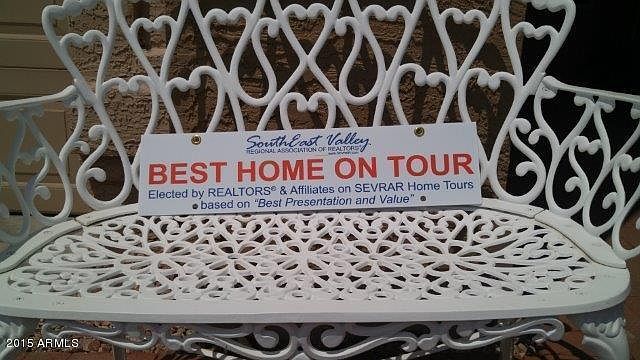 SouthEast Valley
REGIONAL ASSOCIATION OF REALTORS®
BEST HOME ON TOUR
Elected by REALTORS® & Affiliates on SEVRAR Home Tours
based on "Best Presentation and Value"
2015 ARMLS